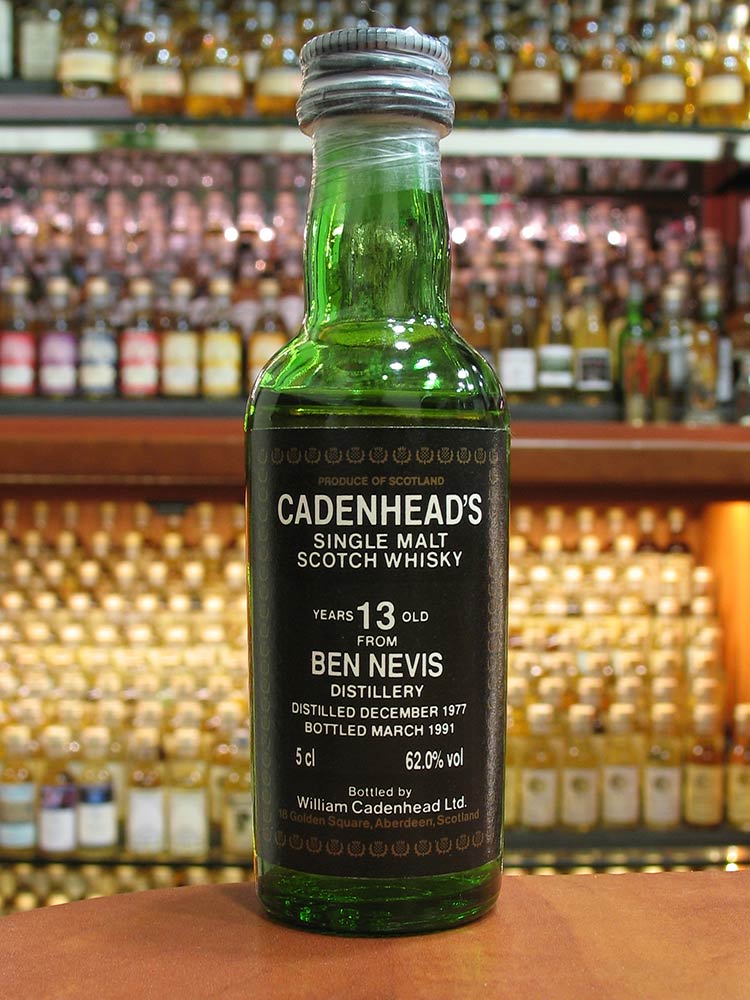 PRODUCE OF SCOTLAND
CADENHEAD'S
SINGLE MALT
SCOTCH WHISKY
YEARS 13 OLD
FROM
BEN NEVIS
DISTILLERY
DISTILLED DECEMBER 1977
BOTTLED MARCH 1991
5 cl 62.0% vol
Bottled by
William Cadenhead Ltd.
18 Golden Square, Aberdeen, Scotland